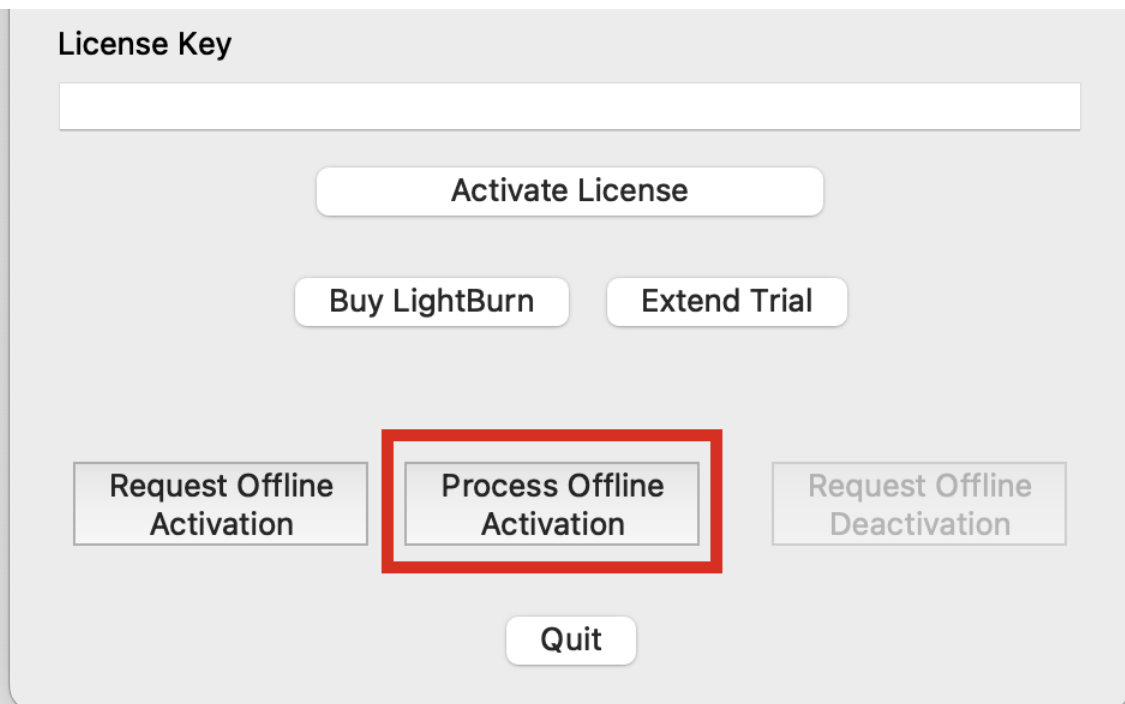 License Key
Activate License
Buy LightBurn
Extend Trial
Request Offline
Activation
Process Offline
Activation
Request Offline
Deactivation
Quit